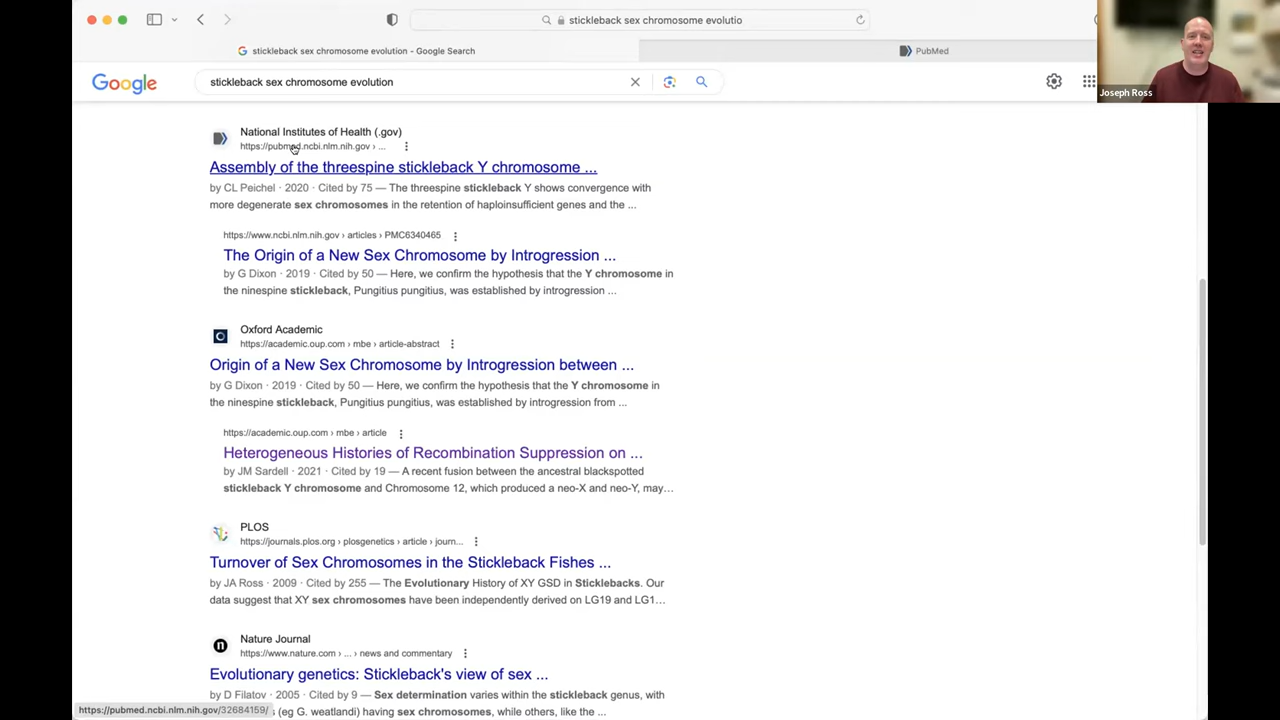 stickleback sex chromosome evolutio
stickleback sex chromosome evolution - Google Search
PubMed
Joseph Ross
Google
stickleback sex chromosome evolution
National Institutes of Health (.gov)
https://pubmed.ncbi.nlm.nih.gov › ...
Assembly of the threespine stickleback Y chromosome ...
by CL Peichel · 2020 · Cited by 75 — The threespine stickleback Y shows convergence with
more degenerate sex chromosomes in the retention of haploinsufficient genes and the ...
https://www.ncbi.nlm.nih.gov › articles › PMC6340465
The Origin of a New Sex Chromosome by Introgression ...
by G Dixon · 2019 · Cited by 50 — Here, we confirm the hypothesis that the Y chromosome in
the ninespine stickleback, Pungitius pungitius, was established by introgression ...
Oxford Academic
https://academic.oup.com › mbe › article-abstract
Origin of a New Sex Chromosome by Introgression between ...
by G Dixon · 2019 · Cited by 50 — Here, we confirm the hypothesis that the Y chromosome in
the ninespine stickleback, Pungitius pungitius, was established by introgression from ...
https://academic.oup.com › mbe › article
Heterogeneous Histories of Recombination Suppression on ...
by JM Sardell · 2021 · Cited by 19 — A recent fusion between the ancestral blackspotted
stickleback Y chromosome and Chromosome 12, which produced a neo-X and neo-Y, may...
PLOS
https://journals.plos.org › plosgenetics › article › journ...
Turnover of Sex Chromosomes in the Stickleback Fishes ...
by JA Ross · 2009 · Cited by 255 — The Evolutionary History of XY GSD in Sticklebacks. Our
data suggest that XY sex chromosomes have been independently derived on LG19 and LG1...
Nature Journal
https://www.nature.com › ... › news and commentary
Evolutionary genetics: Stickleback's view of sex ...
by D Filatov · 2005 · Cited by 9 — Sex determination varies within the stickleback genus, with
https://pubmed.ncbi.nlm.nih.gov/32684159/
(eg G. weatlandi) having sex chromosomes, while others, like the ...